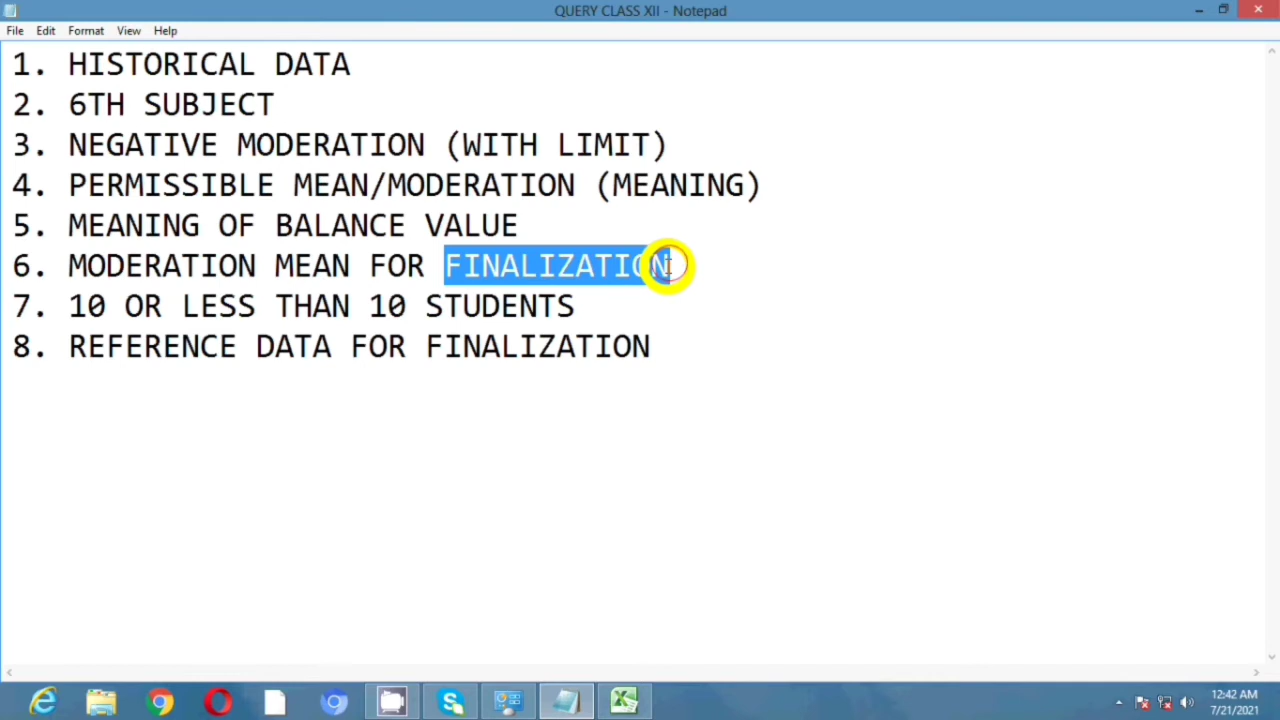 QUERY CLASS XII - Notepad
File Edit Format View Help
1. HISTORICAL DATA
2. 6TH SUBJECT
3. NEGATIVE MODERATION (WITH LIMIT)
4. PERMISSIBLE MEAN/MODERATION (MEANING)
5. MEANING OF BALANCE VALUE
6. MODERATION MEAN FOR FINALIZATION
7. 10 OR LESS THAN 10 STUDENTS
8. REFERENCE DATA FOR FINALIZATION
12:42 AM
7/21/2021